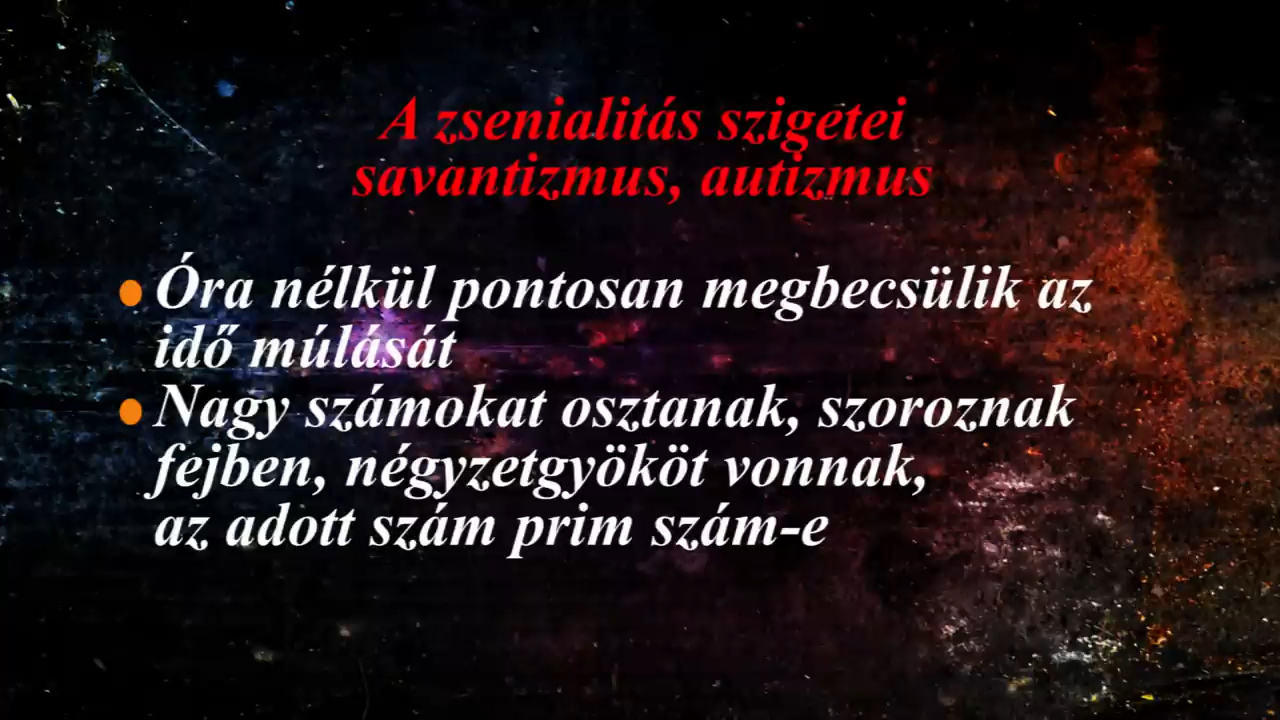 A zsenialitás szigetei
savantizmus, autizmus
Óra nélkül pontosan megbecsülik az
idő múlását
Nagy számokat osztanak, szoroznak
fejben, négyzetgyököt vonnak,
az adott szám prim szám-e